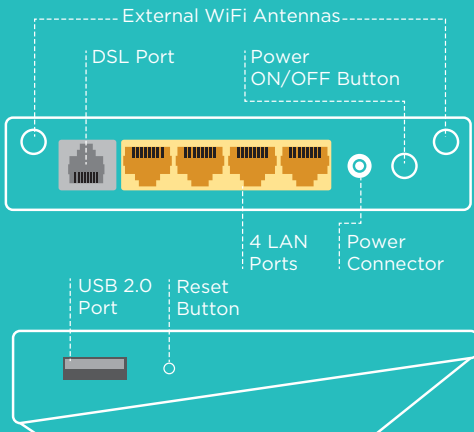 External WiFi Antennas
DSL Port
Power
ON/OFF Button
4 LAN
Ports
Power
Connector
USB 2.0
Port
Reset
Button